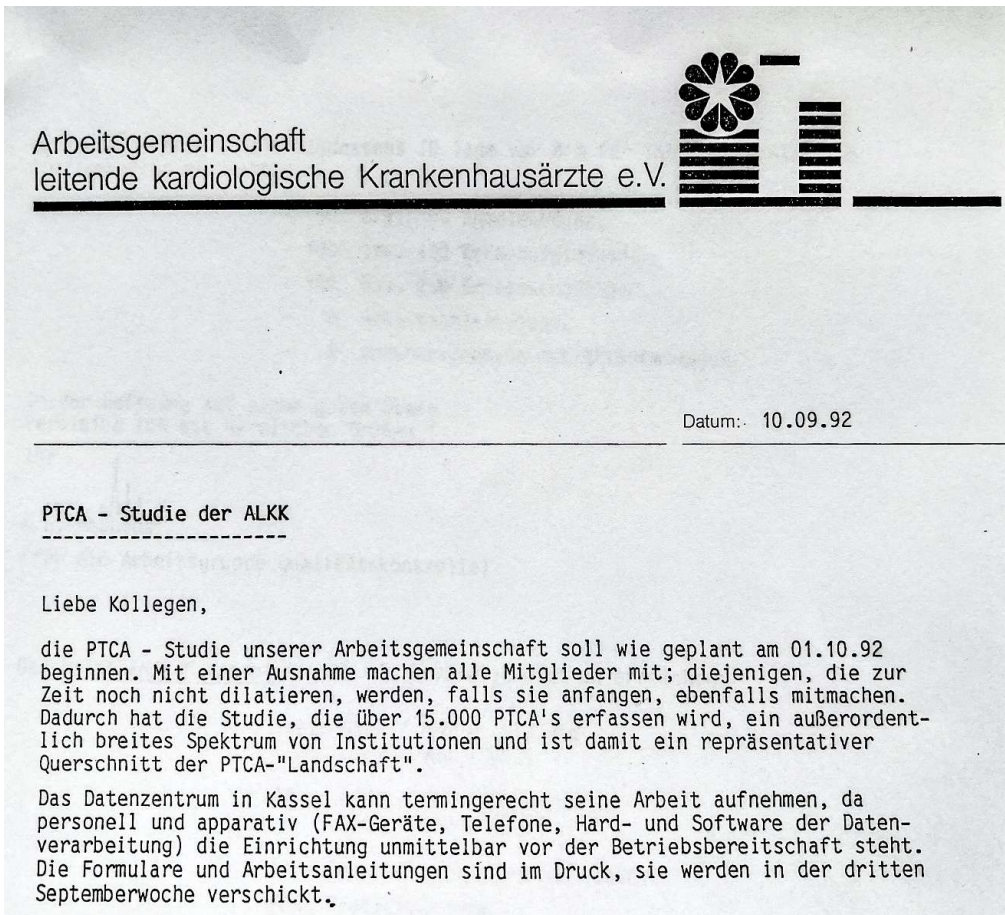 Arbeitsgemeinschaft
leitende kardiologische Krankenhausärzte e.V.
Datum: 10.09.92
PTCA - Studie der ALKK
Liebe Kollegen,
die PTCA - Studie unserer Arbeitsgemeinschaft soll wie geplant am 01.10.92
beginnen. Mit einer Ausnahme machen alle Mitglieder mit; diejenigen, die zur
Zeit noch nicht dilatieren, werden, falls sie anfangen, ebenfalls mitmachen.
Dadurch hat die Studie, die über 15.000 PTCA's erfassen wird, ein außerordent-
lich breites Spektrum von Institutionen und ist damit ein repräsentativer
Querschnitt der PTCA-"Landschaft".
Das Datenzentrum in Kassel kann termingerecht seine Arbeit aufnehmen, da
personell und apparativ (FAX-Geräte, Telefone, Hard- und Software der Daten-
verarbeitung) die Einrichtung unmittelbar vor der Betriebsbereitschaft steht.
Die Formulare und Arbeitsanleitungen sind im Druck, sie werden in der dritten
Septemberwoche verschickt.